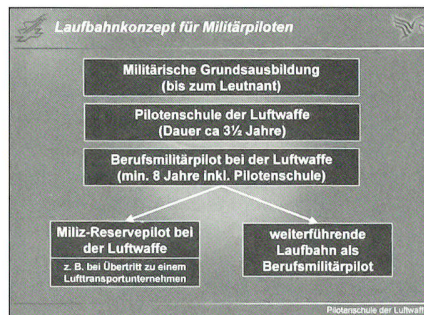 Laufbahnkonzept für Militärpiloten
Militärische Grundsausbildung
(bis zum Leutnant)
Pilotenschule der Luftwaffe
(Dauer ca 3½ Jahre)
Berufsmilitärpilot bei der Luftwaffe
(min. 8 Jahre inkl. Pilotenschule)
Miliz-Reservepilot bei
der Luftwaffe
z. B. bei Übertritt zu einem
Lufttransportunternehmen
weiterführende
Laufbahn als
Berufsmilitärpilot
Pilotenschule der Luftwaff